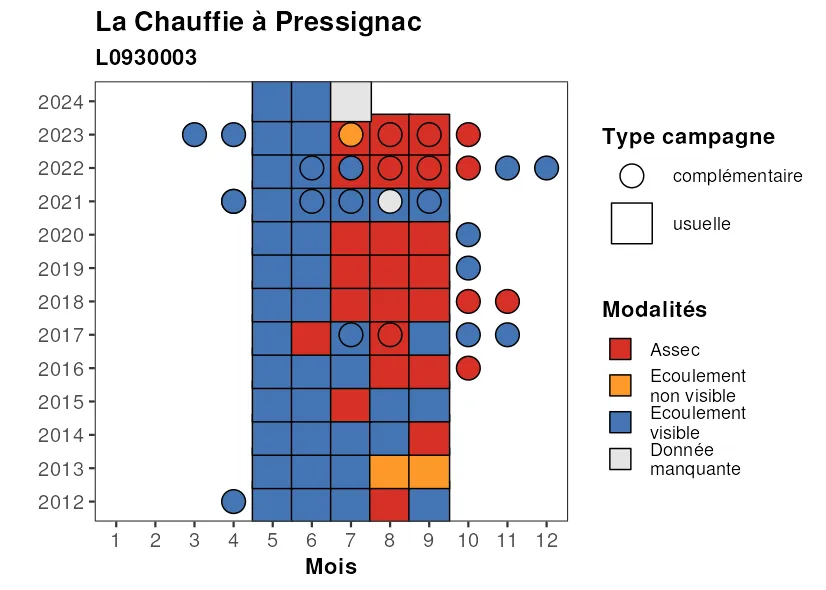 La Chauffie à Pressignac
L0930003
2024
2023
2022
2021
2020
2019
2018
2017
2016
2015
2014
2013
2012
1 2 3 4 5 6 7 8 9 10 11 12
Mois
Type campagne
complémentaire
usuelle
Modalités
Assec
Ecoulement
non visible
Ecoulement
visible
Donnée
manquante